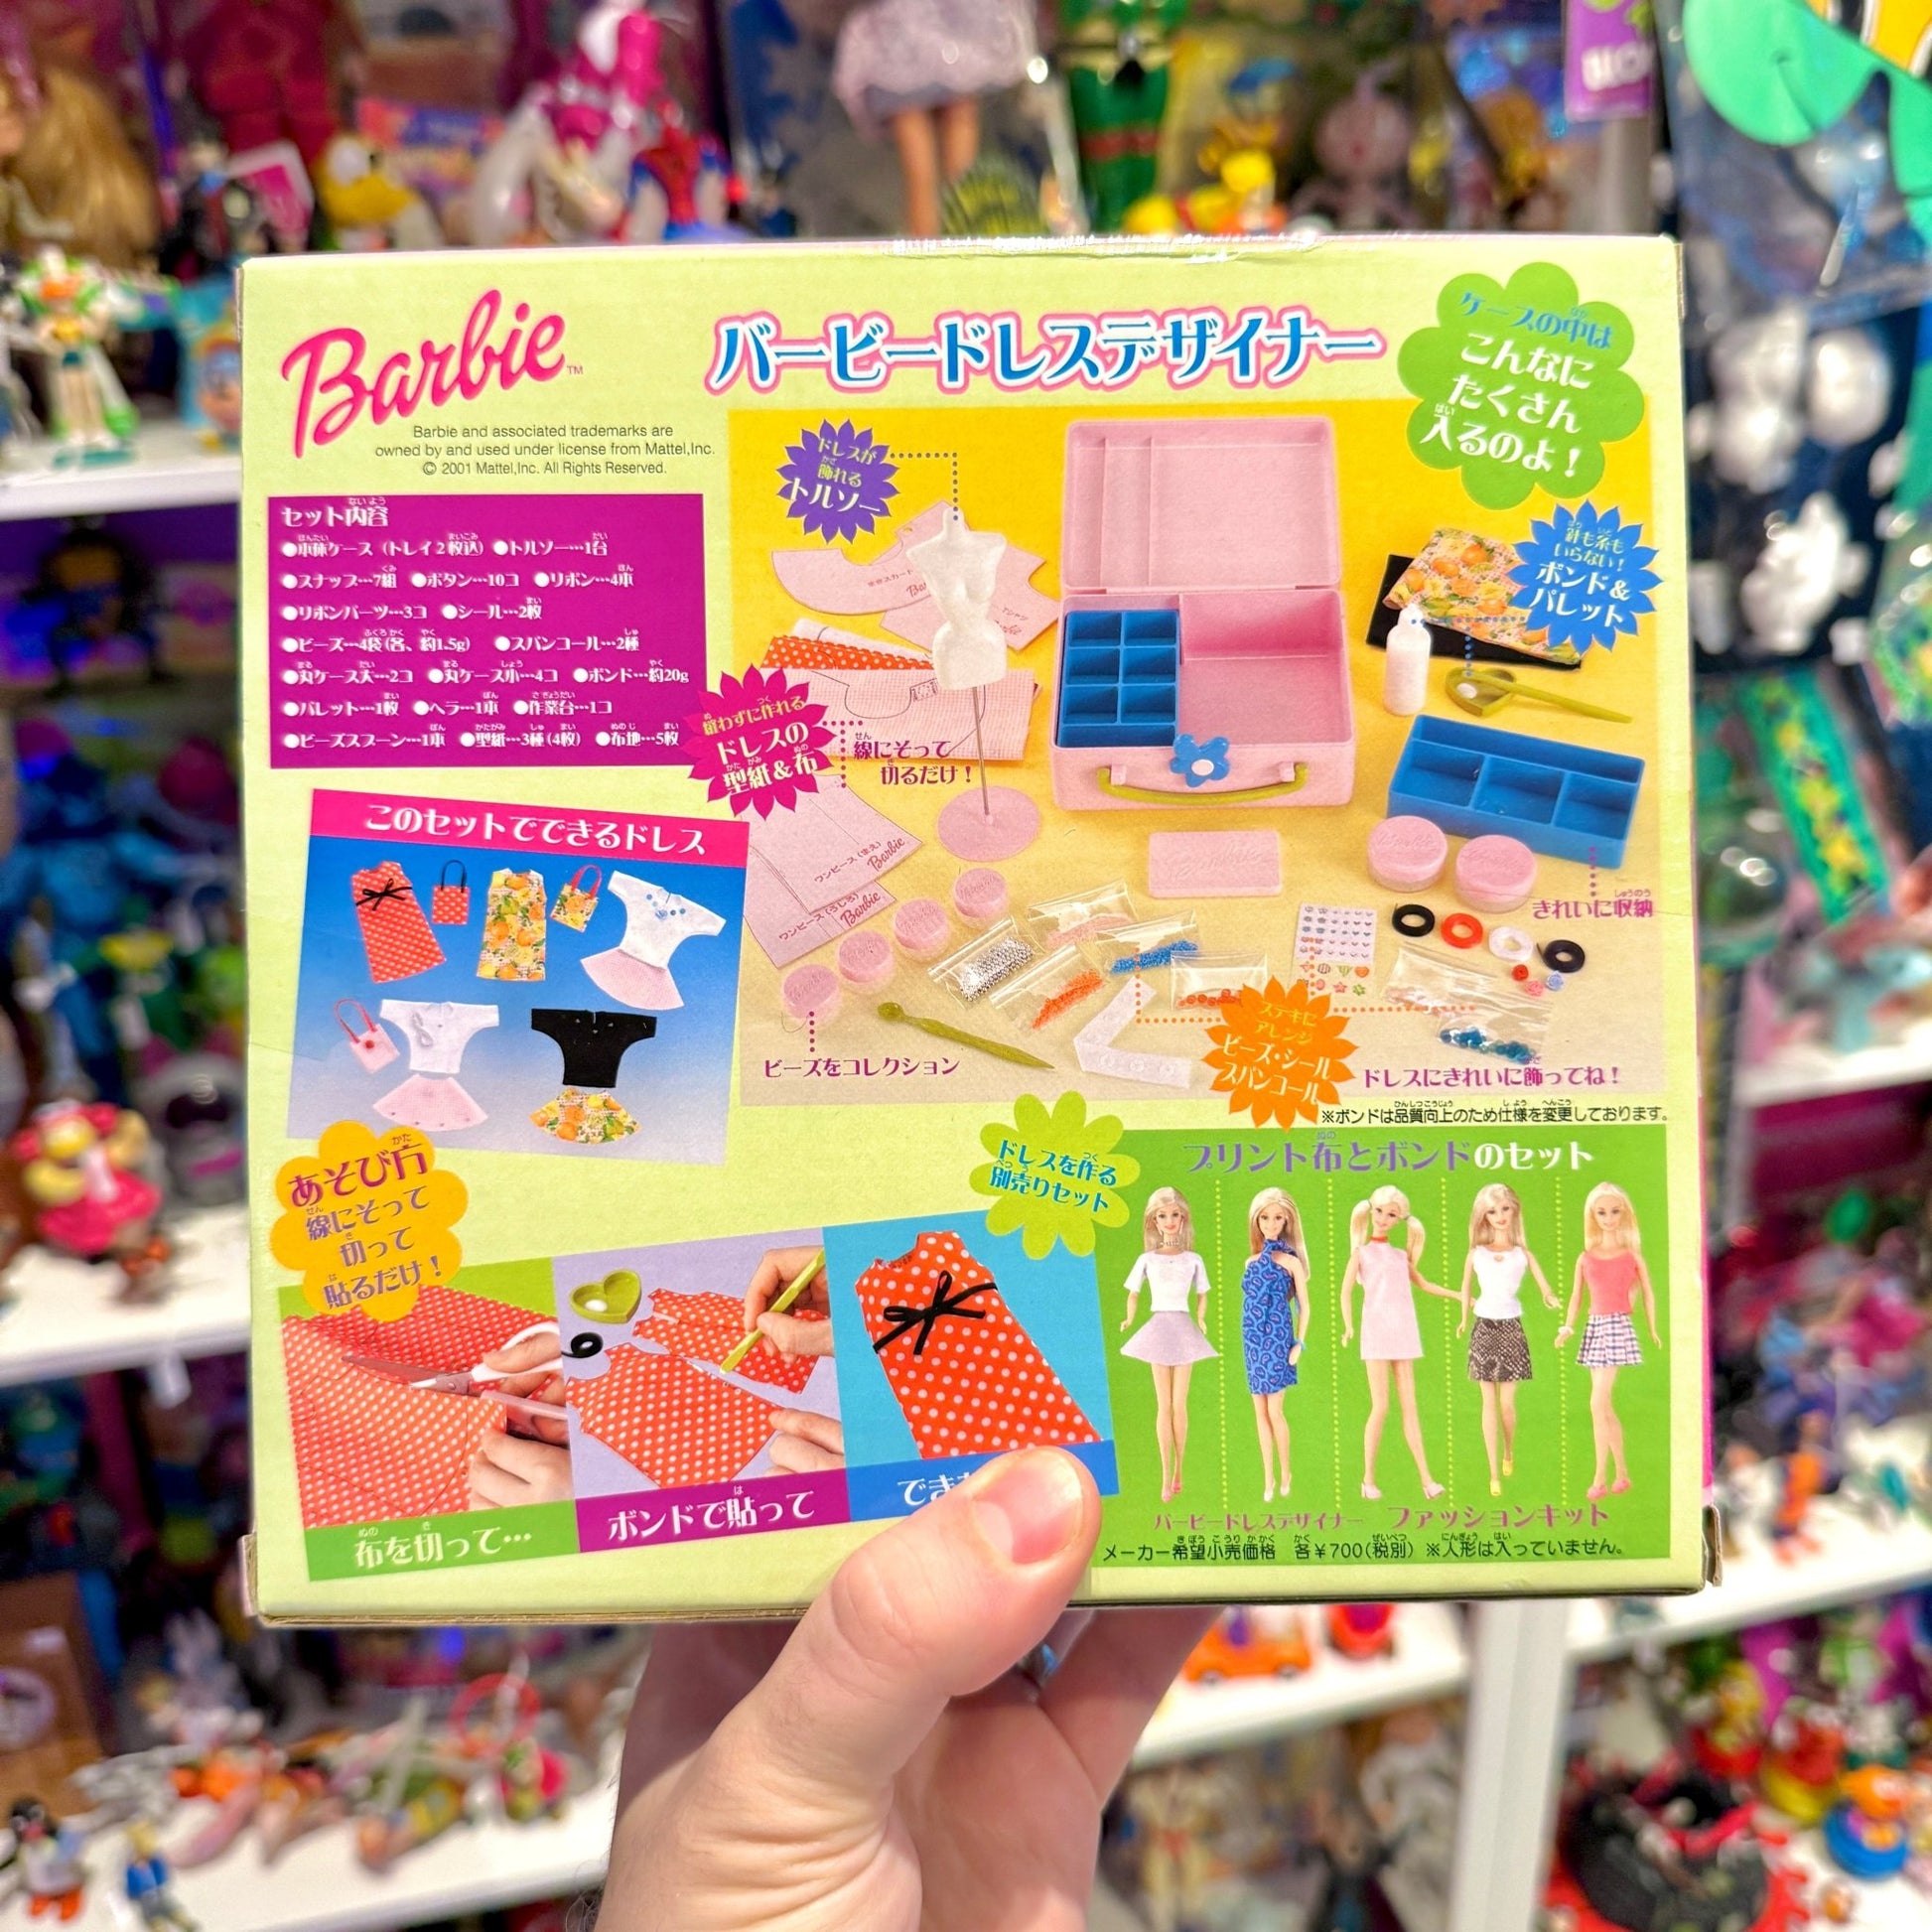 Barbie™
Barbie and associated trademarks are
owned by and used under license from Mattel,Inc.
© 2001 Mattel,Inc. All Rights Reserved.
バービードレスデザイナー
ケースの中は
こんなに
たくさん
入るのよ!
セット内容
●本体ケース(トレイ2枚込) ●トルソー…1台
●スナップ…7組 ●ボタン…10コ ●リボン…4本
●リボンパーツ…3コ ●シール…2枚
●ビーズ…4袋(各、約1.5g) ●スパンコール…2種
●丸ケース大…2コ ●丸ケース小…4コ ●ボンド…約20g
●パレット…1枚 ●ヘラ…1本 ●作業台…1コ
●ビーズスプーン…1本 ●型紙…3種(4枚) ●布地…5枚
ドレスが
飾れる
トルソー
針も糸も
いらない!
ボンド&
パレット
縫わずに作れる
ドレスの
型紙&布
線にそって
切るだけ!
ワンピース(まえ)
Barbie
ワンピース(うしろ)
Barbie
きれいに収納
ビーズをコレクション
ステキに
アレンジ
ビーズ・シール
スパンコール
ドレスにきれいに飾ってね!
※ボンドは品質向上のため仕様を変更しております。
このセットでできるドレス
あそび方
線にそって
切って
貼るだけ!
布を切って…
ボンドで貼って
でき
ドレスを作る
別売りセット
プリント布とボンドのセット
バービードレスデザイナー ファッションキット
メーカー希望小売価格 各¥700(税別) ※人形は入っていません。